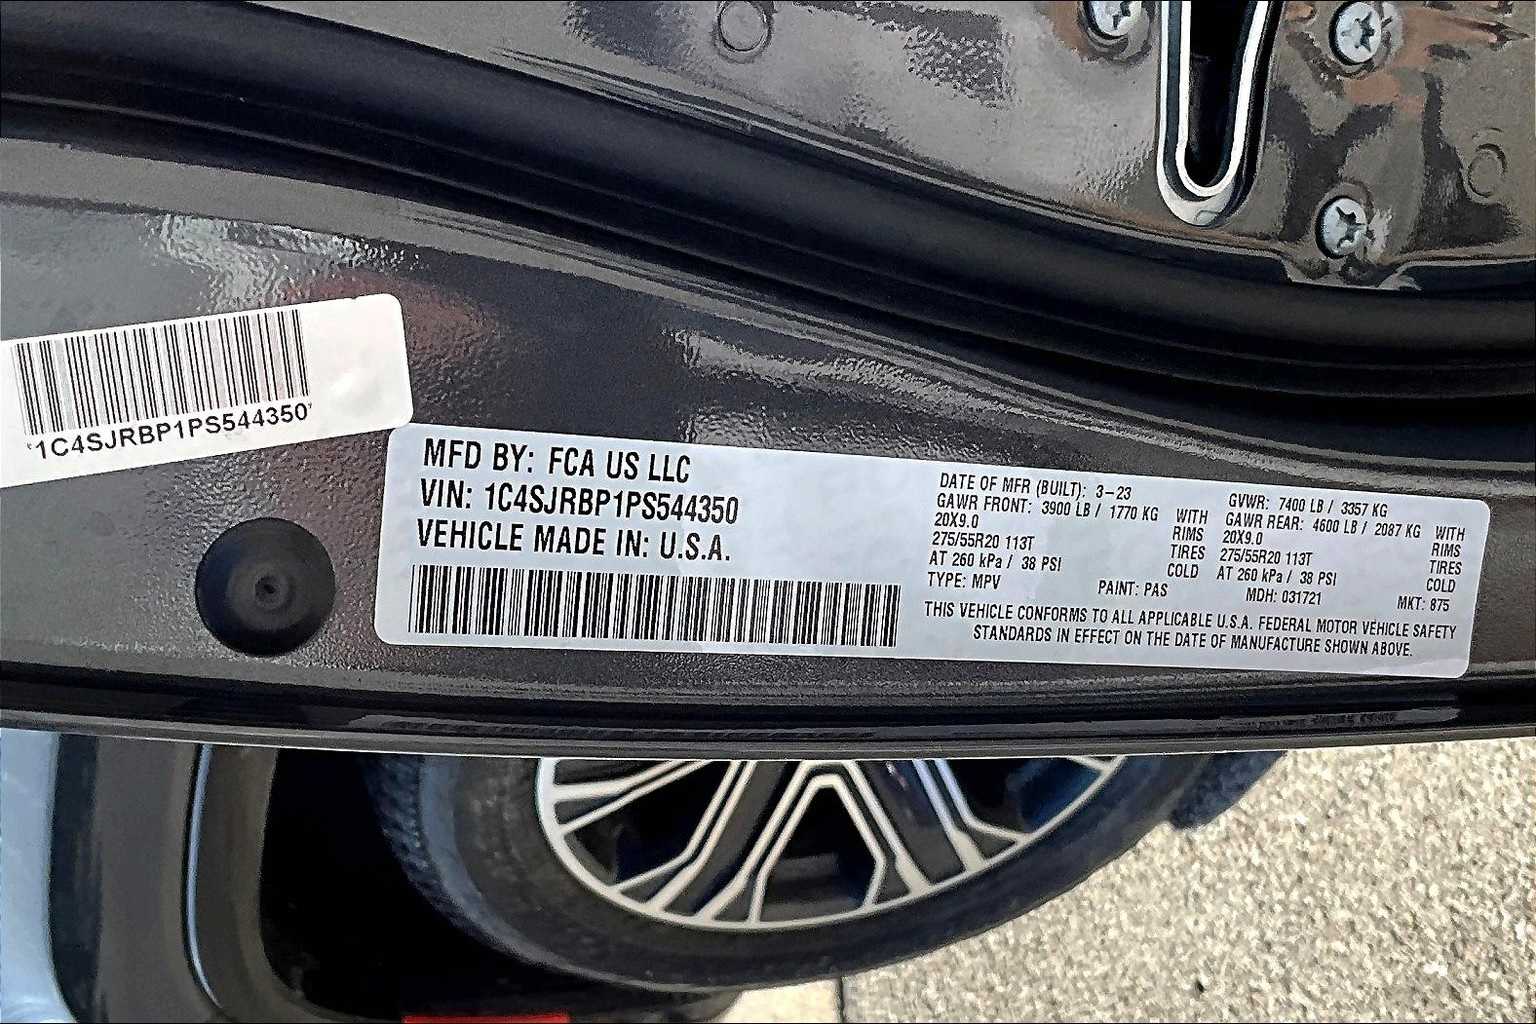 *1C4SJRBP1PS544350*
MFD BY: FCA US LLC
VIN: 1C4SJRBP1PS544350
VEHICLE MADE IN: U.S.A.
DATE OF MFR (BUILT): 3-23
GAWR FRONT: 3900 LB / 1770 KG WITH
20X9.0 RIMS
275/55R20 113T TIRES
AT 260 kPa / 38 PSI COLD
TYPE: MPV PAINT: PAS
GVWR: 7400 LB / 3357 KG
GAWR REAR: 4600 LB / 2087 KG WITH
20X9.0 RIMS
275/55R20 113T TIRES
AT 260 kPa / 38 PSI COLD
MDH: 031721 MKT: 875
THIS VEHICLE CONFORMS TO ALL APPLICABLE U.S.A. FEDERAL MOTOR VEHICLE SAFETY
STANDARDS IN EFFECT ON THE DATE OF MANUFACTURE SHOWN ABOVE.